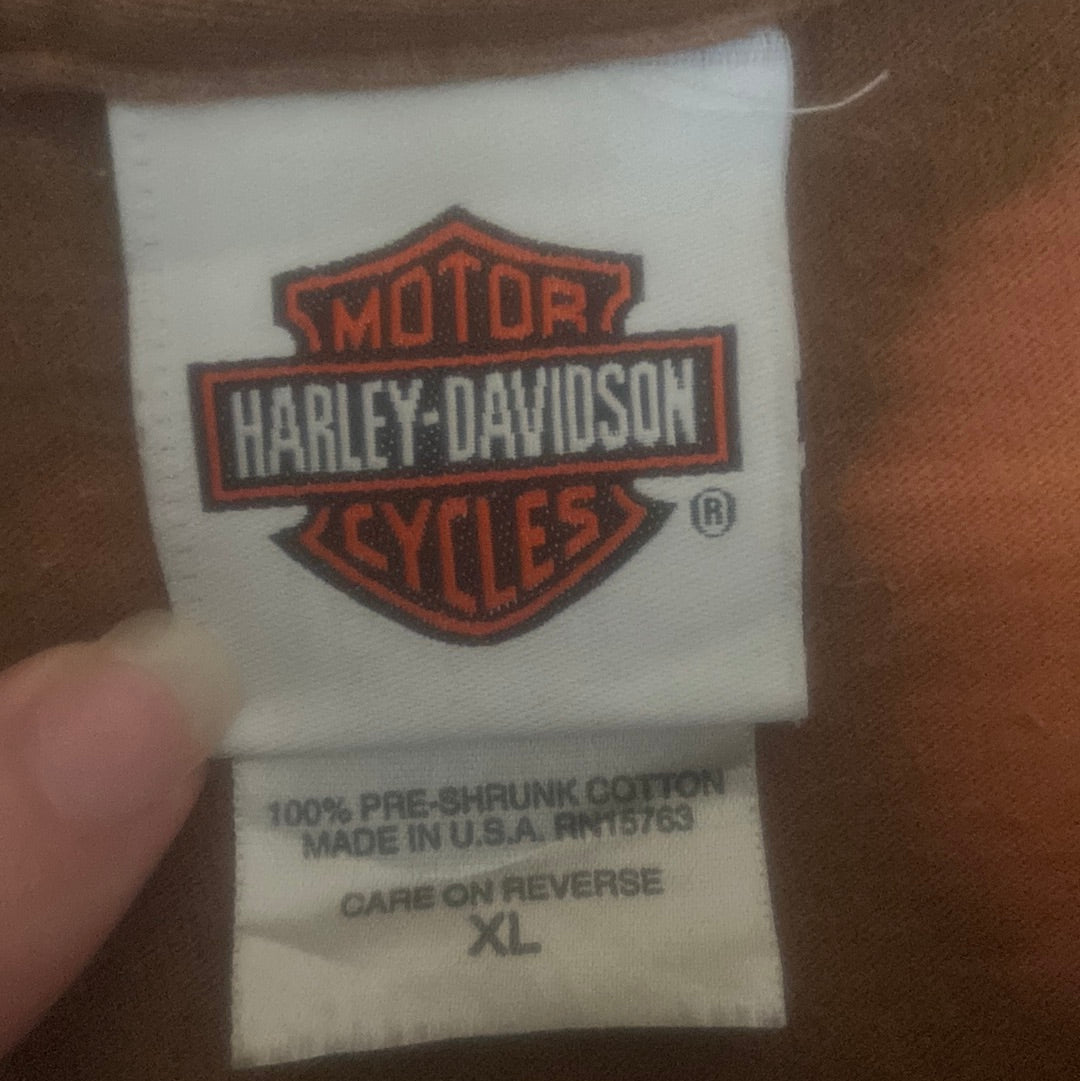 MOTOR
HARLEY-DAVIDSON
CYCLES
®
100% PRE-SHRUNK COTTON
MADE IN U.S.A. RN15763
CARE ON REVERSE
XL